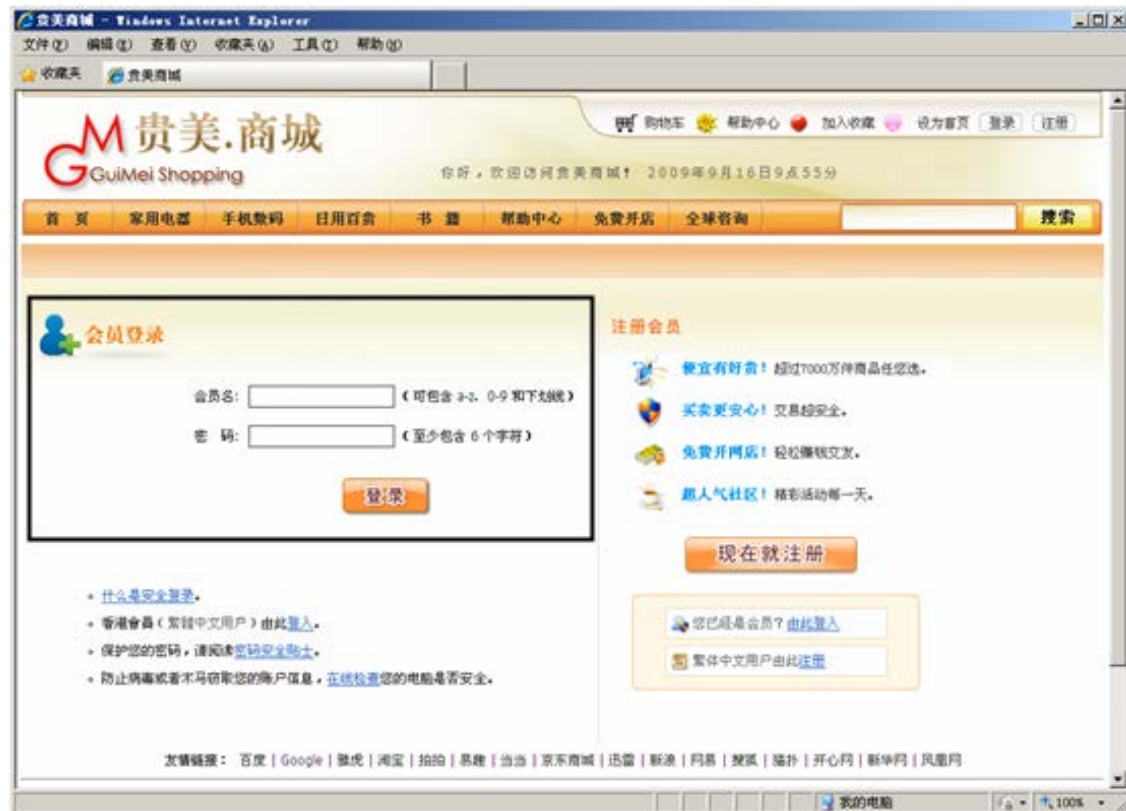 贵美商城 - Windows Internet Explorer
文件(F) 编辑(E) 查看(V) 收藏夹(A) 工具(T) 帮助(H)
收藏夹 贵美商城
GM 贵美.商城
GuiMei Shopping
购物车 帮助中心 加入收藏 设为首页 登录 注册
你好，欢迎访问贵美商城！ 2009年9月16日9点55分
首 页 家用电器 手机数码 日用百货 书 籍 帮助中心 免费开店 全球咨询 搜索
会员登录
会员名: (可包含 a-z、0-9 和下划线)
密 码: (至少包含 6 个字符)
登录
什么是安全登录。
香港會員(繁體中文用戶)由此登入。
保护您的密码，请阅读密码安全贴士。
防止病毒或者木马窃取您的账户信息，在线检查您的电脑是否安全。
注册会员
便宜有好货！超过7000万件商品任您选。
买卖更安心！交易超安全。
免费开网店！轻松赚钱交友。
超人气社区！精彩活动每一天。
现在就注册
您已经是会员？由此登入
繁体中文用户由此注册
友情链接： 百度 | Google | 雅虎 | 淘宝 | 拍拍 | 易趣 | 当当 | 京东商城 | 迅雷 | 新浪 | 网易 | 搜狐 | 猫扑 | 开心网 | 新华网 | 凤凰网
我的电脑 100%